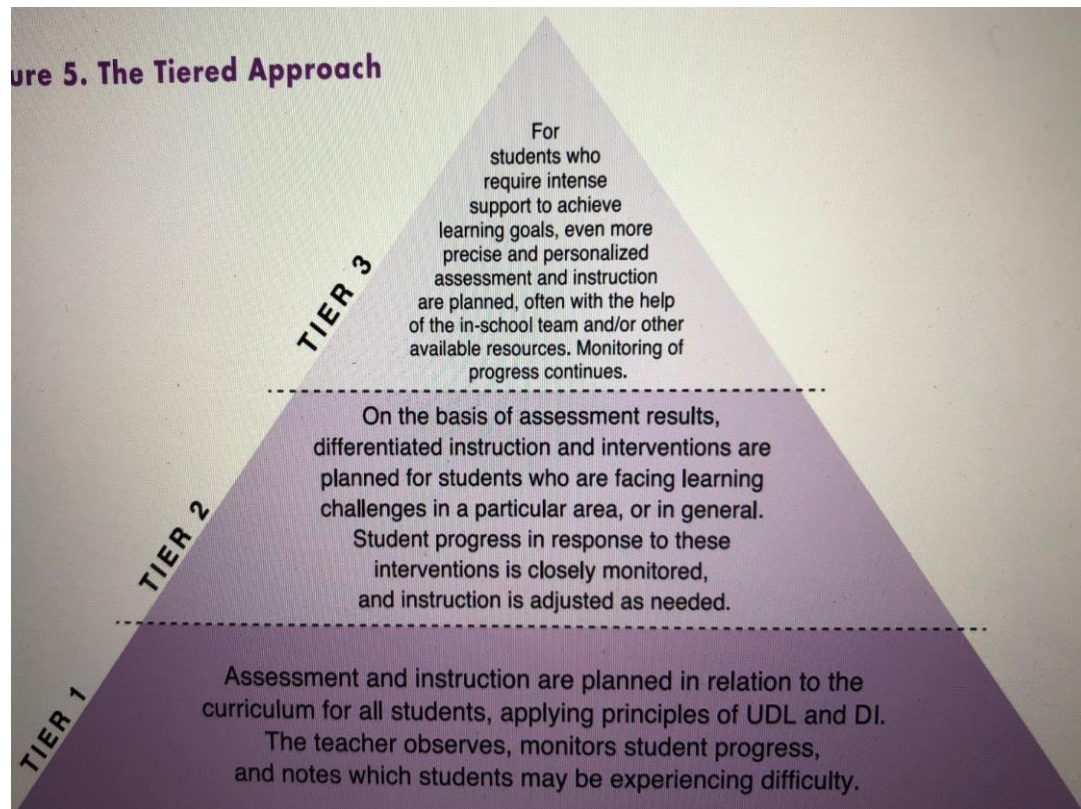 ure 5. The Tiered Approach
For
students who
require intense
support to achieve
learning goals, even more
precise and personalized
assessment and instruction
are planned, often with the help
of the in-school team and/or other
available resources. Monitoring of
progress continues.
TIER 3
On the basis of assessment results,
differentiated instruction and interventions are
planned for students who are facing learning
challenges in a particular area, or in general.
Student progress in response to these
interventions is closely monitored,
and instruction is adjusted as needed.
TIER 2
Assessment and instruction are planned in relation to the
curriculum for all students, applying principles of UDL and DI.
The teacher observes, monitors student progress,
and notes which students may be experiencing difficulty.
TIER 1